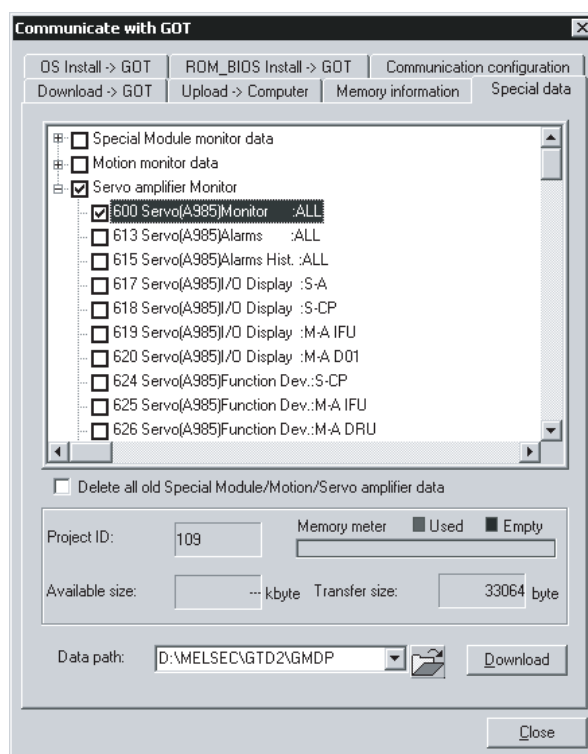 Communicate with GOT
OS Install -> GOT ROM_BIOS Install -> GOT Communication configuration
Download -> GOT Upload -> Computer Memory information Special data
Special Module monitor data
Motion monitor data
Servo amplifier Monitor
600 Servo(A985)Monitor :ALL
613 Servo(A985)Alarms :ALL
615 Servo(A985)Alarms Hist. :ALL
617 Servo(A985)I/O Display :S-A
618 Servo(A985)I/O Display :S-CP
619 Servo(A985)I/O Display :M-A IFU
620 Servo(A985)I/O Display :M-A D01
624 Servo(A985)Function Dev.:S-CP
625 Servo(A985)Function Dev.:M-A IFU
626 Servo(A985)Function Dev.:M-A DRU
Delete all old Special Module/Motion/Servo amplifier data
Project ID: 109 Memory meter Used Empty
Available size: --- kbyte Transfer size: 33064 byte
Data path: D:\MELSEC\GTD2\GMDP Download
Close